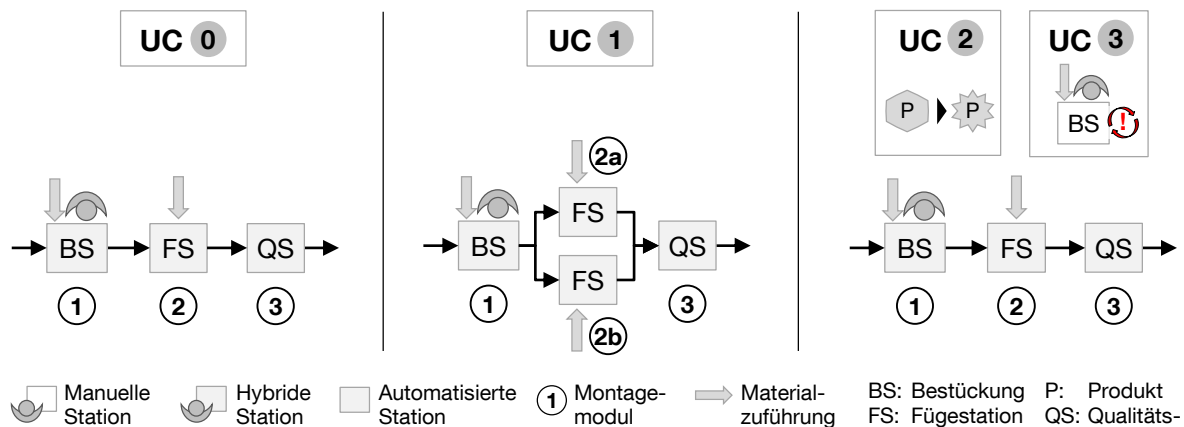 UC 0
UC 1
UC 2
UC 3
P P
BS !
2a
FS
BS FS QS
1 2 3
BS QS
FS
1 3
2b
BS FS QS
1 2 3
Manuelle
Station
Hybride
Station
Automatisierte
Station
1 Montage-
modul
Material-
zuführung
BS: Bestückung P: Produkt
FS: Fügestation QS: Qualitäts-